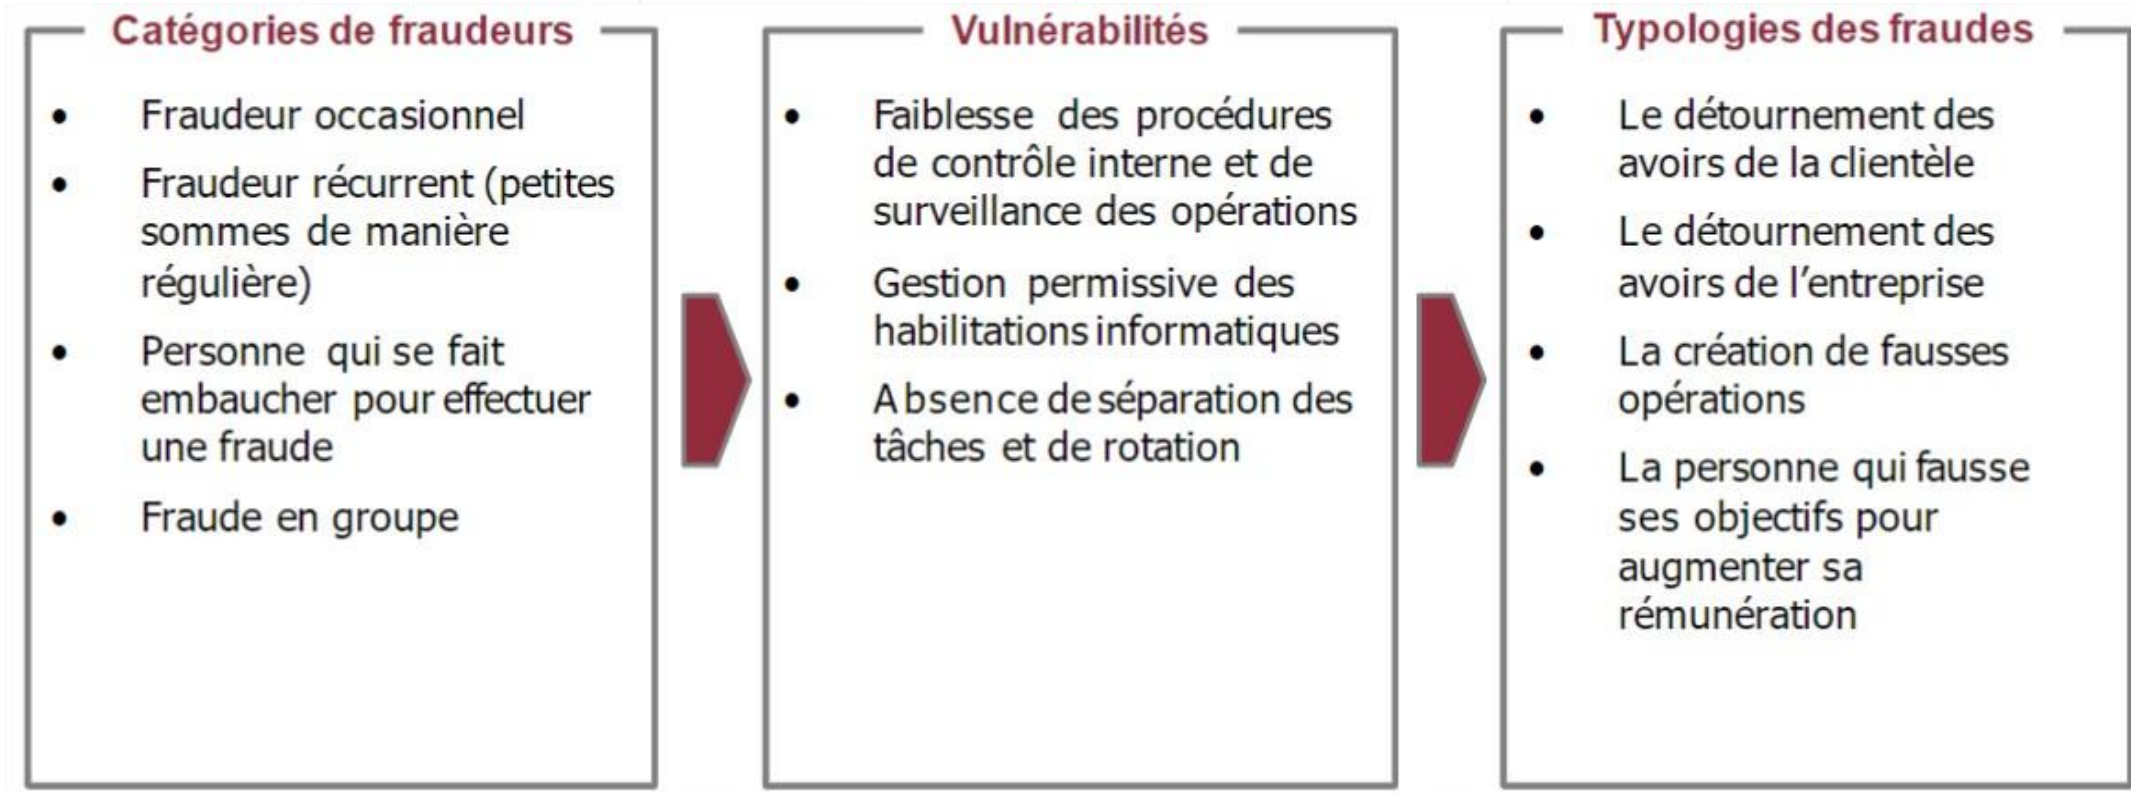 Catégories de fraudeurs
• Fraudeur occasionnel
• Fraudeur récurrent (petites
sommes de manière
régulière)
• Personne qui se fait
embaucher pour effectuer
une fraude
• Fraude en groupe
Vulnérabilités
• Faiblesse des procédures
de contrôle interne et de
surveillance des opérations
• Gestion permissive des
habilitations informatiques
• Absence de séparation des
tâches et de rotation
Typologies des fraudes
• Le détournement des
avoirs de la clientèle
• Le détournement des
avoirs de l’entreprise
• La création de fausses
opérations
• La personne qui fausse
ses objectifs pour
augmenter sa
rémunération